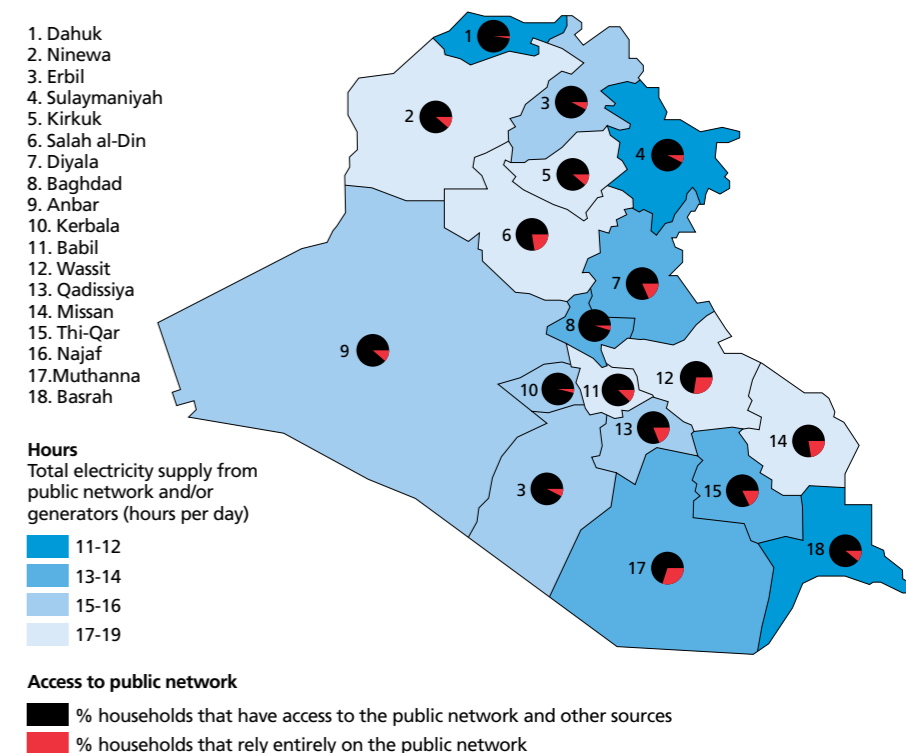 1. Dahuk
2. Ninewa
3. Erbil
4. Sulaymaniyah
5. Kirkuk
6. Salah al-Din
7. Diyala
8. Baghdad
9. Anbar
10. Kerbala
11. Babil
12. Wassit
13. Qadissiya
14. Missan
15. Thi-Qar
16. Najaf
17.Muthanna
18. Basrah
Hours
Total electricity supply from
public network and/or
generators (hours per day)
11-12
13-14
15-16
17-19
Access to public network
% households that have access to the public network and other sources
% households that rely entirely on the public network
1
2
3
4
5
6
7
8
9
10
11
12
13
14
3
15
17
18